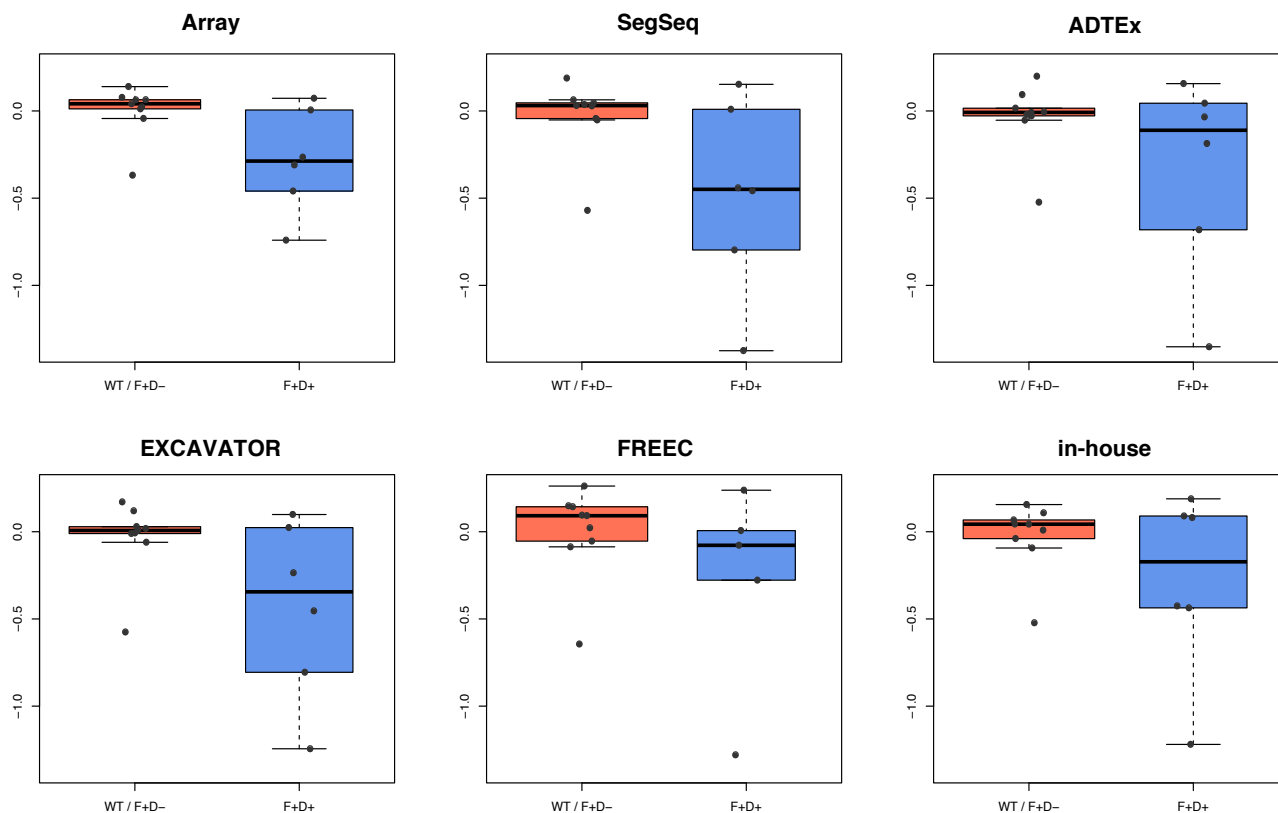 Array
SegSeq
ADTEx
0.0
−0.5
−1.0
0.0
−0.5
−1.0
0.0
−0.5
−1.0
WT / F+D−
F+D+
WT / F+D−
F+D+
WT / F+D−
F+D+
EXCAVATOR
FREEC
in-house
0.0
−0.5
−1.0
0.0
−0.5
−1.0
0.0
−0.5
−1.0
WT / F+D−
F+D+
WT / F+D−
F+D+
WT / F+D−
F+D+